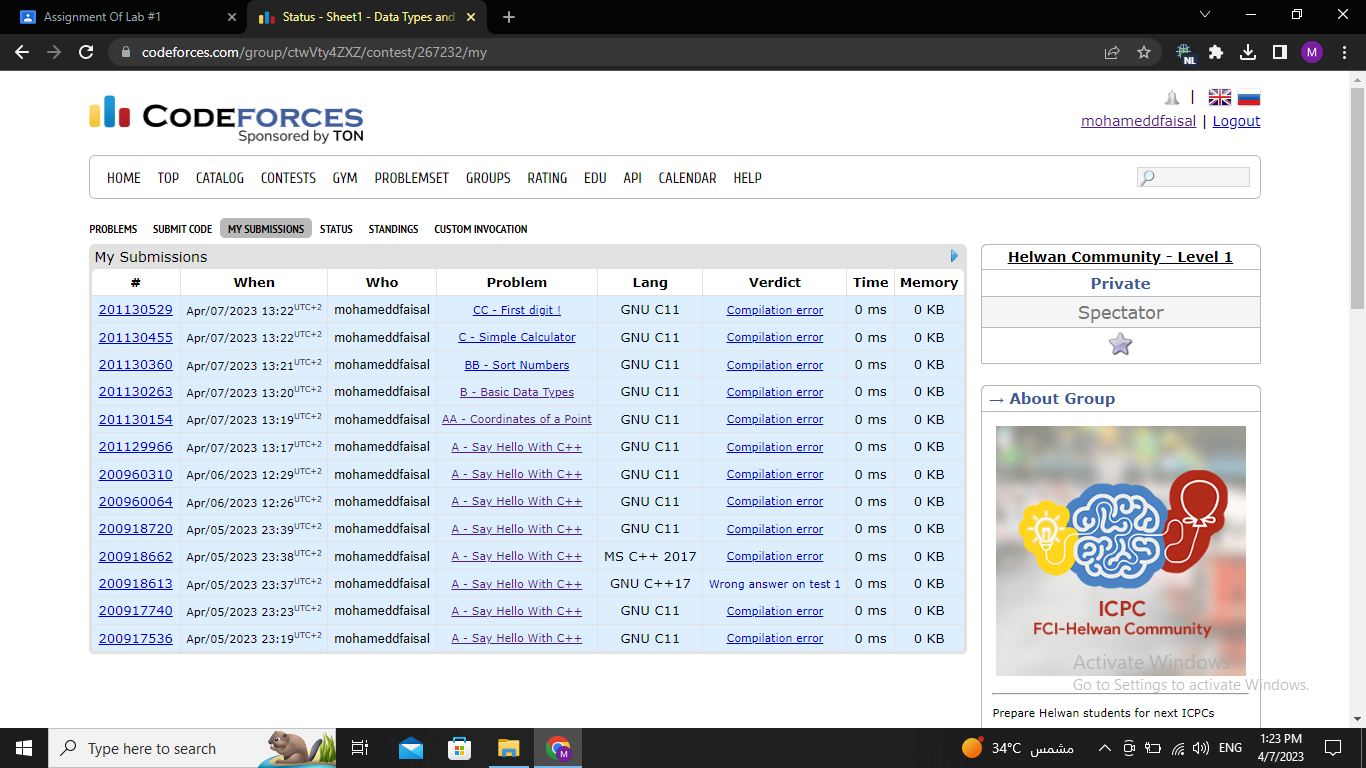 Assignment Of Lab #1
Status - Sheet1 - Data Types and
codeforces.com/group/ctwVty4ZXZ/contest/267232/my
NL
M
CODEFORCES
Sponsored by TON
|
mohameddfaisal | Logout
HOME TOP CATALOG CONTESTS GYM PROBLEMSET GROUPS RATING EDU API CALENDAR HELP
PROBLEMS SUBMIT CODE MY SUBMISSIONS STATUS STANDINGS CUSTOM INVOCATION
My Submissions
# When Who Problem Lang Verdict Time Memory
201130529 Apr/07/2023 13:22 UTC+2 mohameddfaisal CC - First digit ! GNU C11 Compilation error 0 ms 0 KB
201130455 Apr/07/2023 13:22 UTC+2 mohameddfaisal C - Simple Calculator GNU C11 Compilation error 0 ms 0 KB
201130360 Apr/07/2023 13:21 UTC+2 mohameddfaisal BB - Sort Numbers GNU C11 Compilation error 0 ms 0 KB
201130263 Apr/07/2023 13:20 UTC+2 mohameddfaisal B - Basic Data Types GNU C11 Compilation error 0 ms 0 KB
201130154 Apr/07/2023 13:19 UTC+2 mohameddfaisal AA - Coordinates of a Point GNU C11 Compilation error 0 ms 0 KB
201129966 Apr/07/2023 13:17 UTC+2 mohameddfaisal A - Say Hello With C++ GNU C11 Compilation error 0 ms 0 KB
200960310 Apr/06/2023 12:29 UTC+2 mohameddfaisal A - Say Hello With C++ GNU C11 Compilation error 0 ms 0 KB
200960064 Apr/06/2023 12:26 UTC+2 mohameddfaisal A - Say Hello With C++ GNU C11 Compilation error 0 ms 0 KB
200918720 Apr/05/2023 23:39 UTC+2 mohameddfaisal A - Say Hello With C++ GNU C11 Compilation error 0 ms 0 KB
200918662 Apr/05/2023 23:38 UTC+2 mohameddfaisal A - Say Hello With C++ MS C++ 2017 Compilation error 0 ms 0 KB
200918613 Apr/05/2023 23:37 UTC+2 mohameddfaisal A - Say Hello With C++ GNU C++17 Wrong answer on test 1 0 ms 0 KB
200917740 Apr/05/2023 23:23 UTC+2 mohameddfaisal A - Say Hello With C++ GNU C11 Compilation error 0 ms 0 KB
200917536 Apr/05/2023 23:19 UTC+2 mohameddfaisal A - Say Hello With C++ GNU C11 Compilation error 0 ms 0 KB
Helwan Community - Level 1
Private
Spectator
→ About Group
ICPC
FCI-Helwan Community
Activate Windows
Go to Settings to activate Windows.
Prepare Helwan students for next ICPCs
Type here to search
M
34°C مشمس
ENG
1:23 PM
4/7/2023